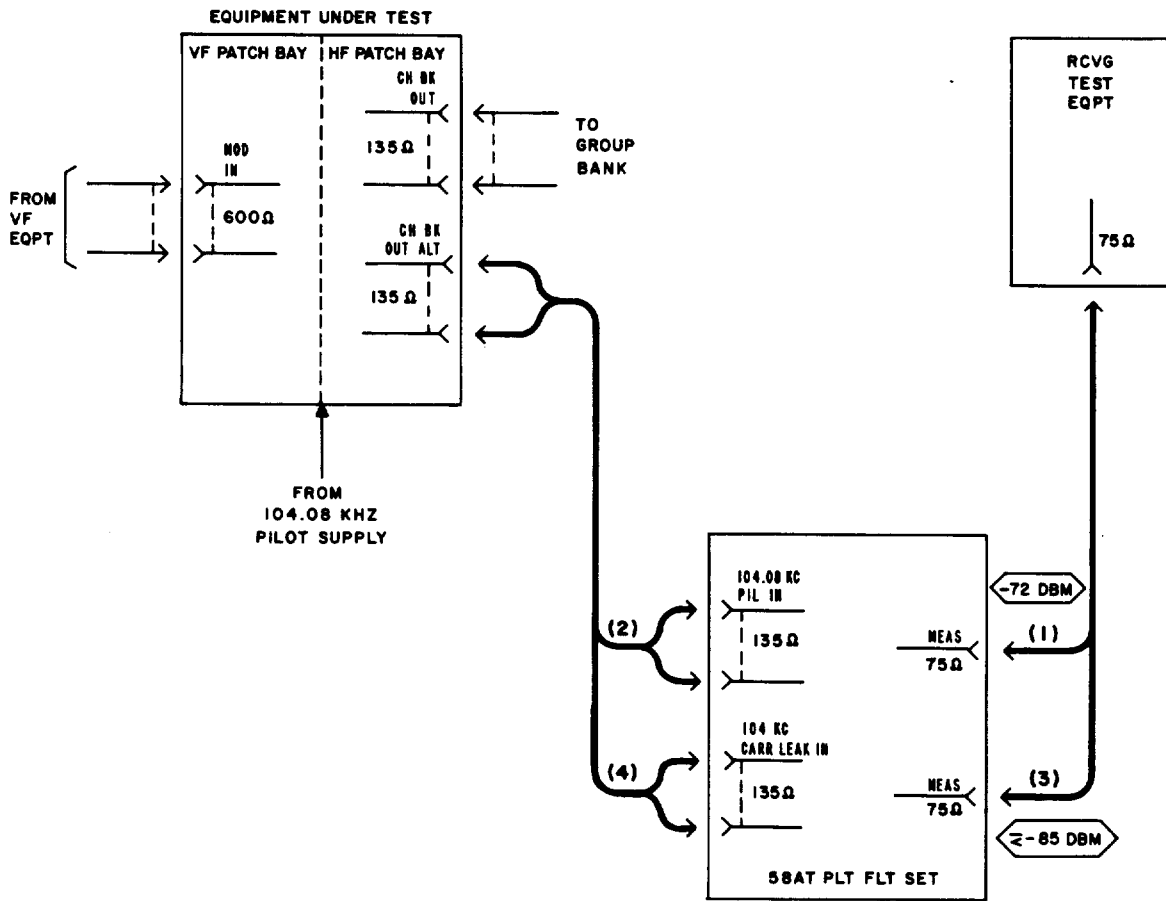 EQUIPMENT UNDER TEST
VF PATCH BAY
HF PATCH BAY
CH BK
OUT
135Ω
TO
GROUP
BANK
MOD
IN
600Ω
FROM
VF
EQPT
CH BK
OUT ALT
135Ω
FROM
104.08 KHZ
PILOT SUPPLY
RCVG
TEST
EQPT
75Ω
104.08 KC
PIL IN
135Ω
(2)
MEAS
75Ω
-72 DBM
(1)
104 KC
CARR LEAK IN
135Ω
(4)
MEAS
75Ω
(3)
≤-85 DBM
58AT PLT FLT SET